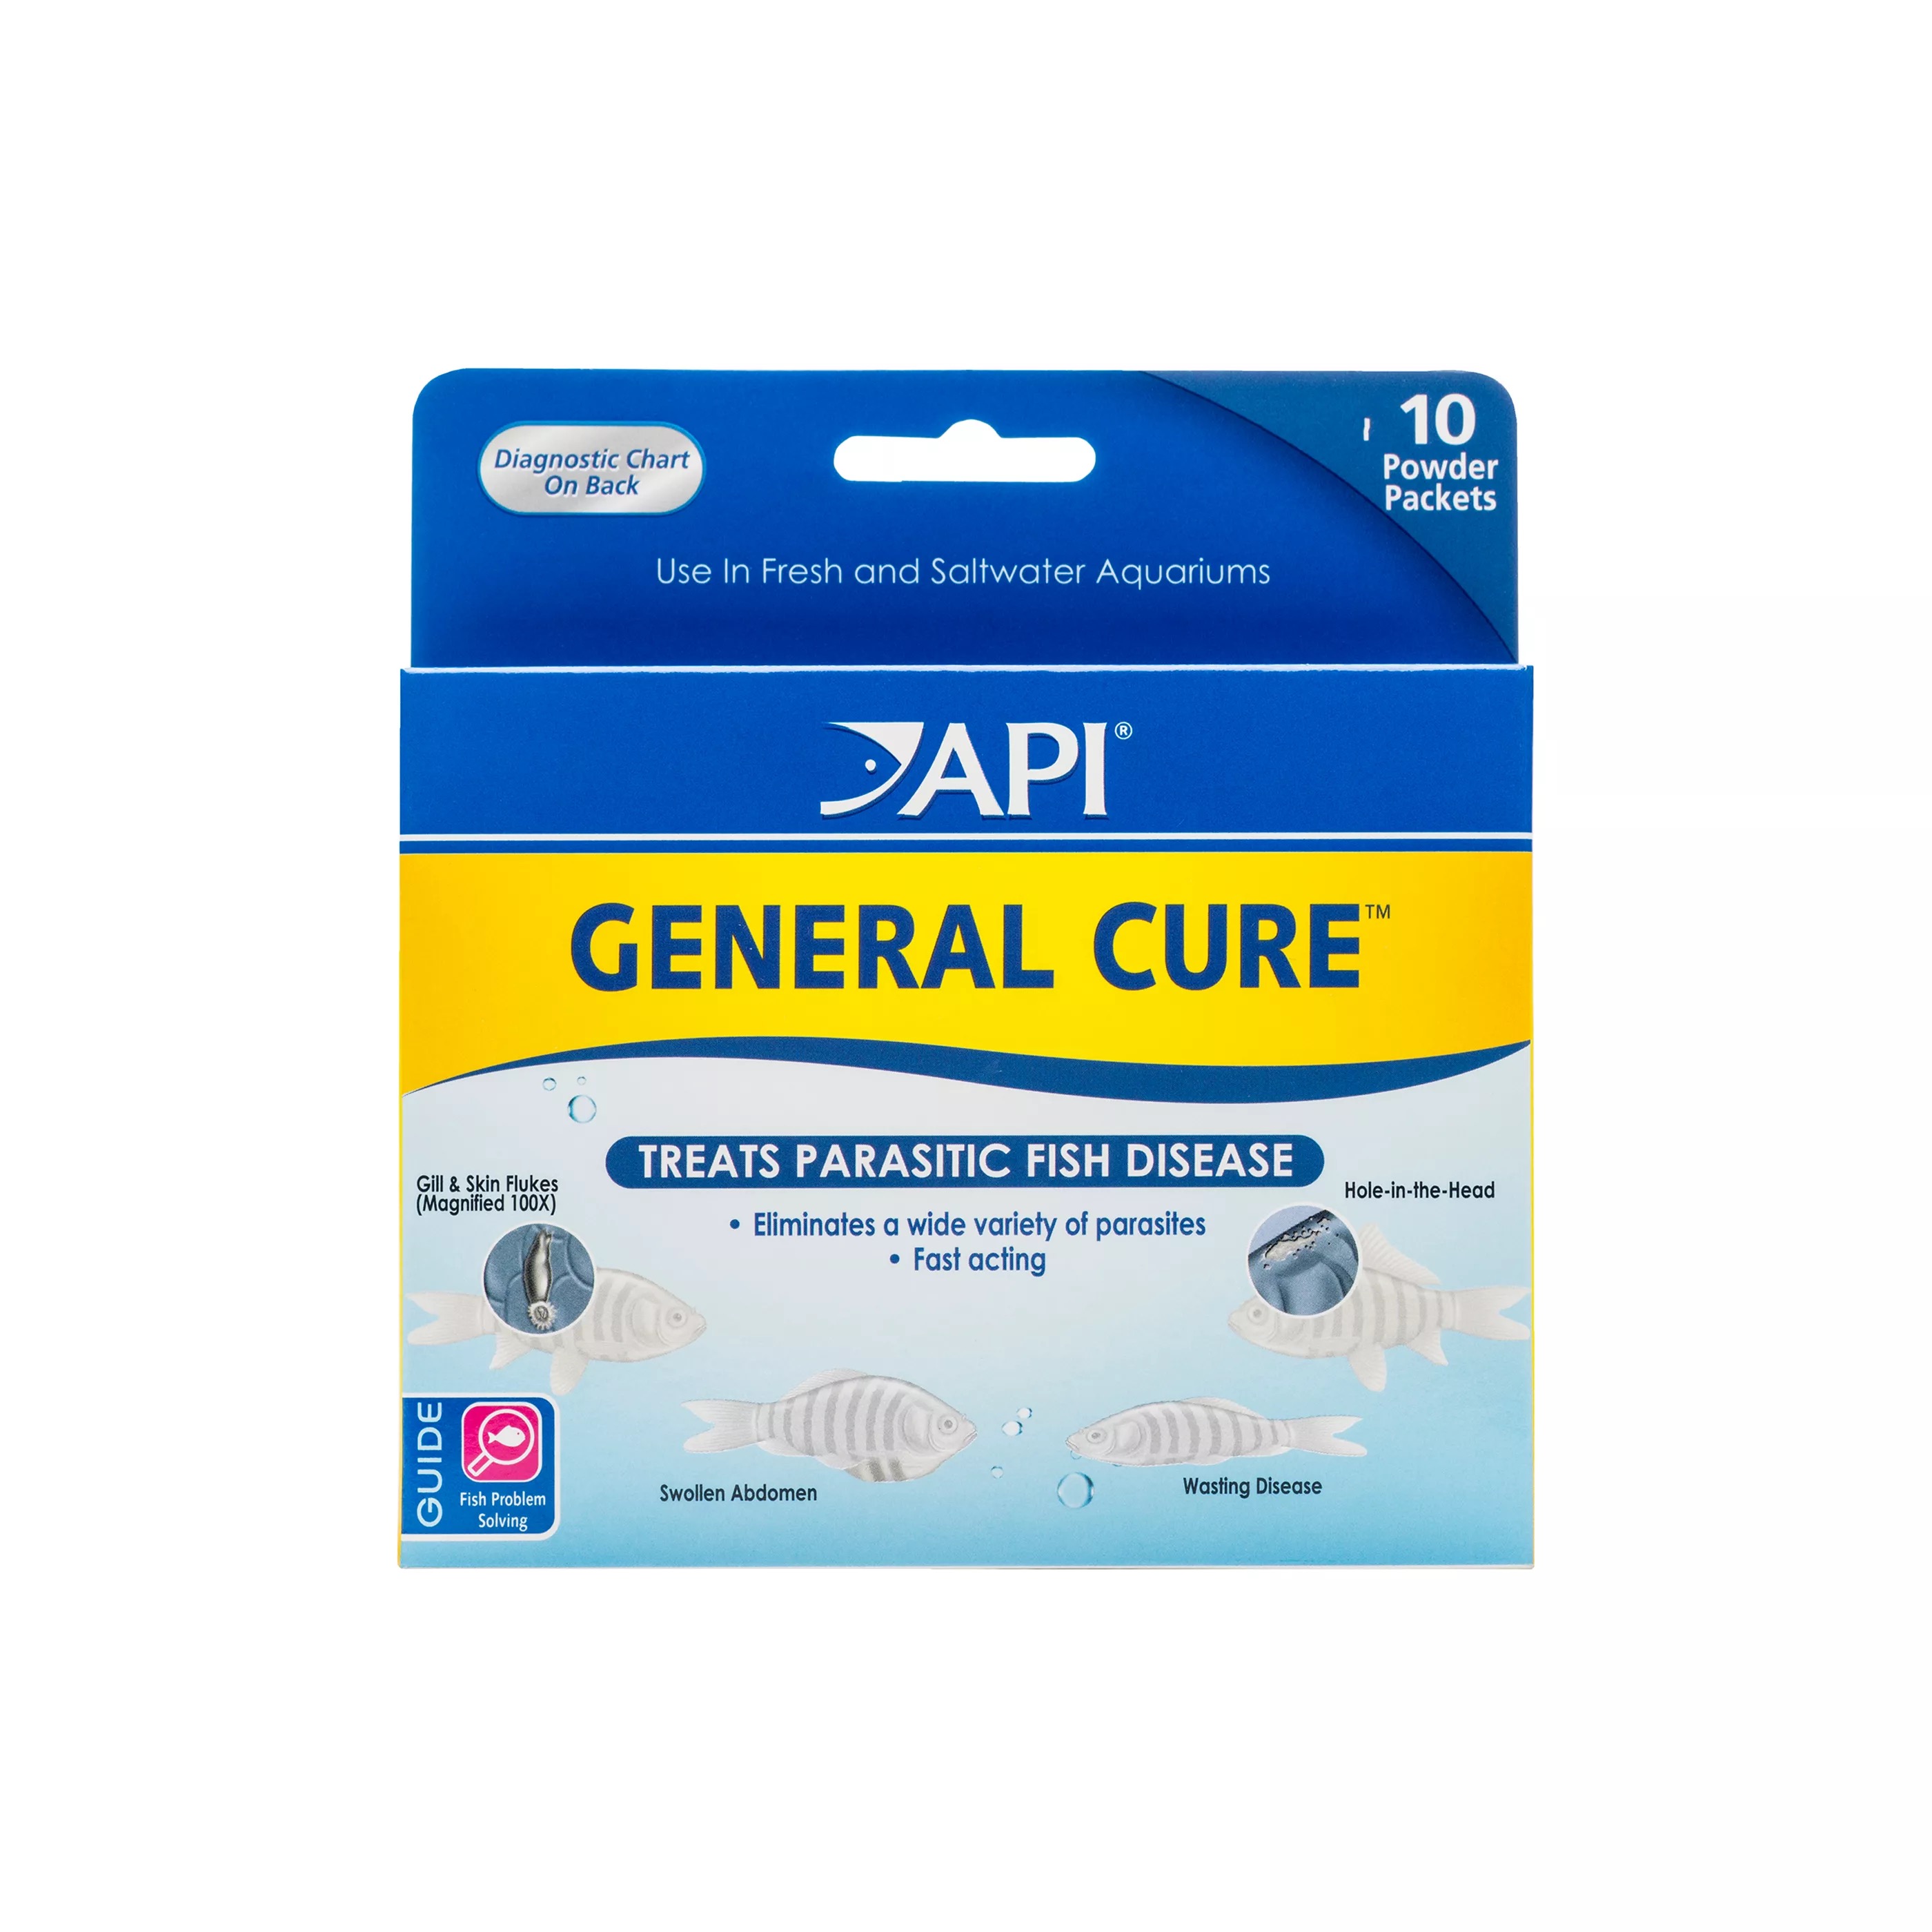 Diagnostic Chart
On Back
10
Powder
Packets
Use In Fresh and Saltwater Aquariums
API®
GENERAL CURE™
TREATS PARASITIC FISH DISEASE
• Eliminates a wide variety of parasites
• Fast acting
Gill & Skin Flukes
(Magnified 100X)
Hole-in-the-Head
Swollen Abdomen
Wasting Disease
GUIDE
Fish Problem
Solving